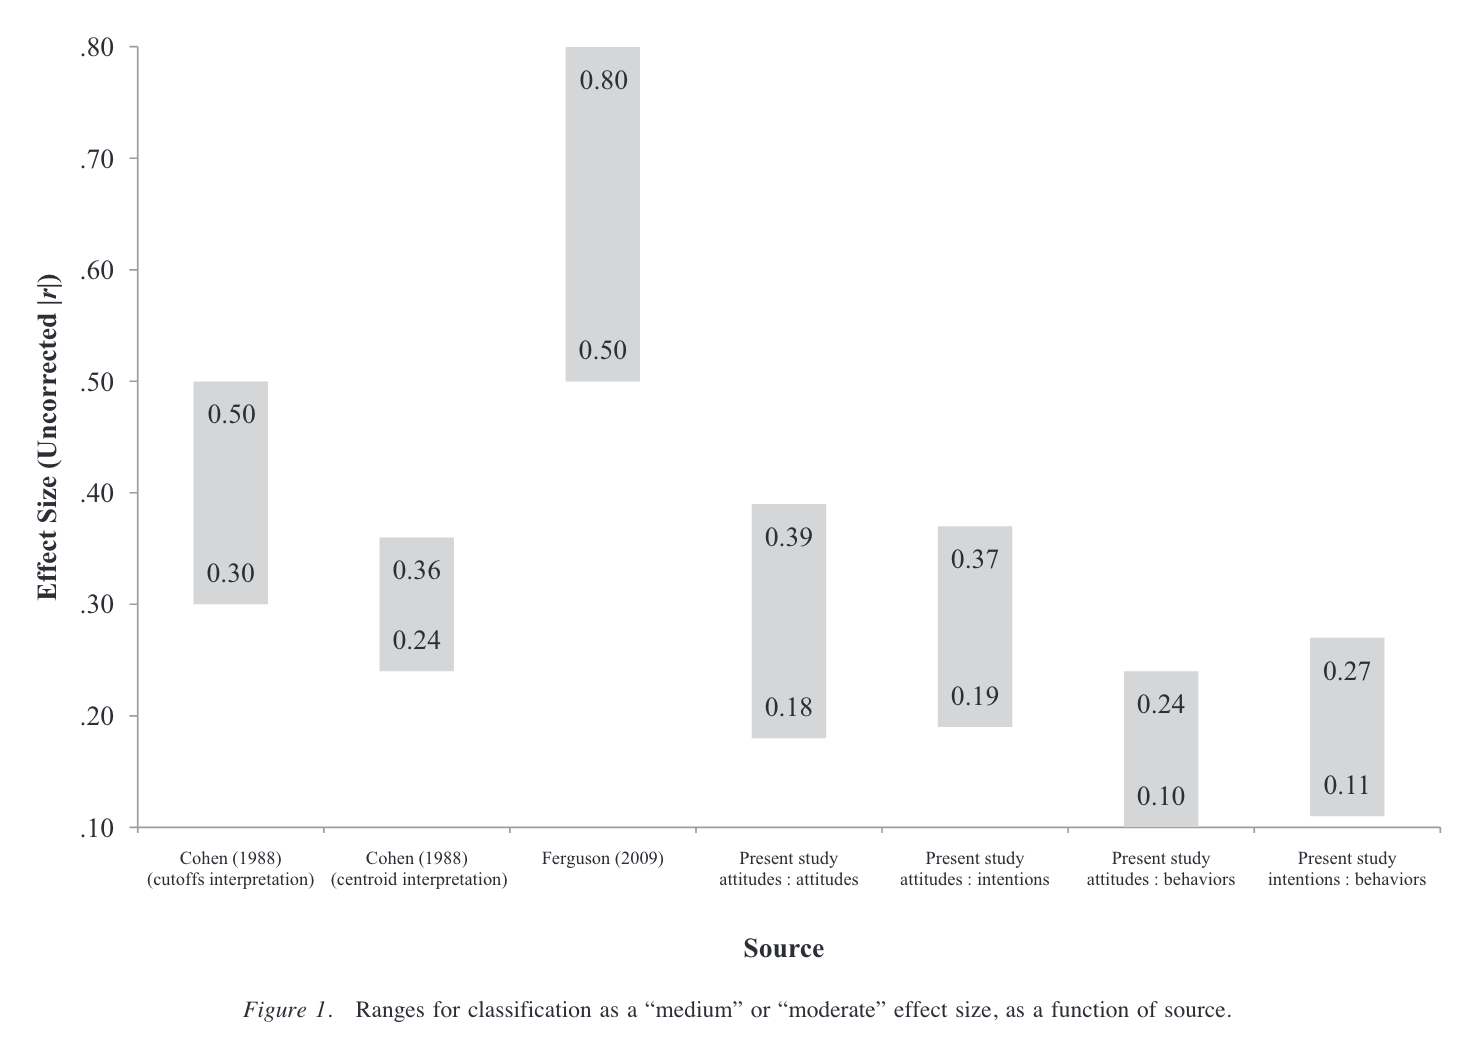 .80
.70
.60
.50
.40
.30
.20
.10
Effect Size (Uncorrected |r|)
0.50
0.30
0.36
0.24
0.80
0.50
0.39
0.18
0.37
0.19
0.24
0.10
0.27
0.11
Cohen (1988)
(cutoffs interpretation)
Cohen (1988)
(centroid interpretation)
Ferguson (2009)
Present study
attitudes : attitudes
Present study
attitudes : intentions
Present study
attitudes : behaviors
Present study
intentions : behaviors
Source
Figure 1. Ranges for classification as a “medium” or “moderate” effect size, as a function of source.